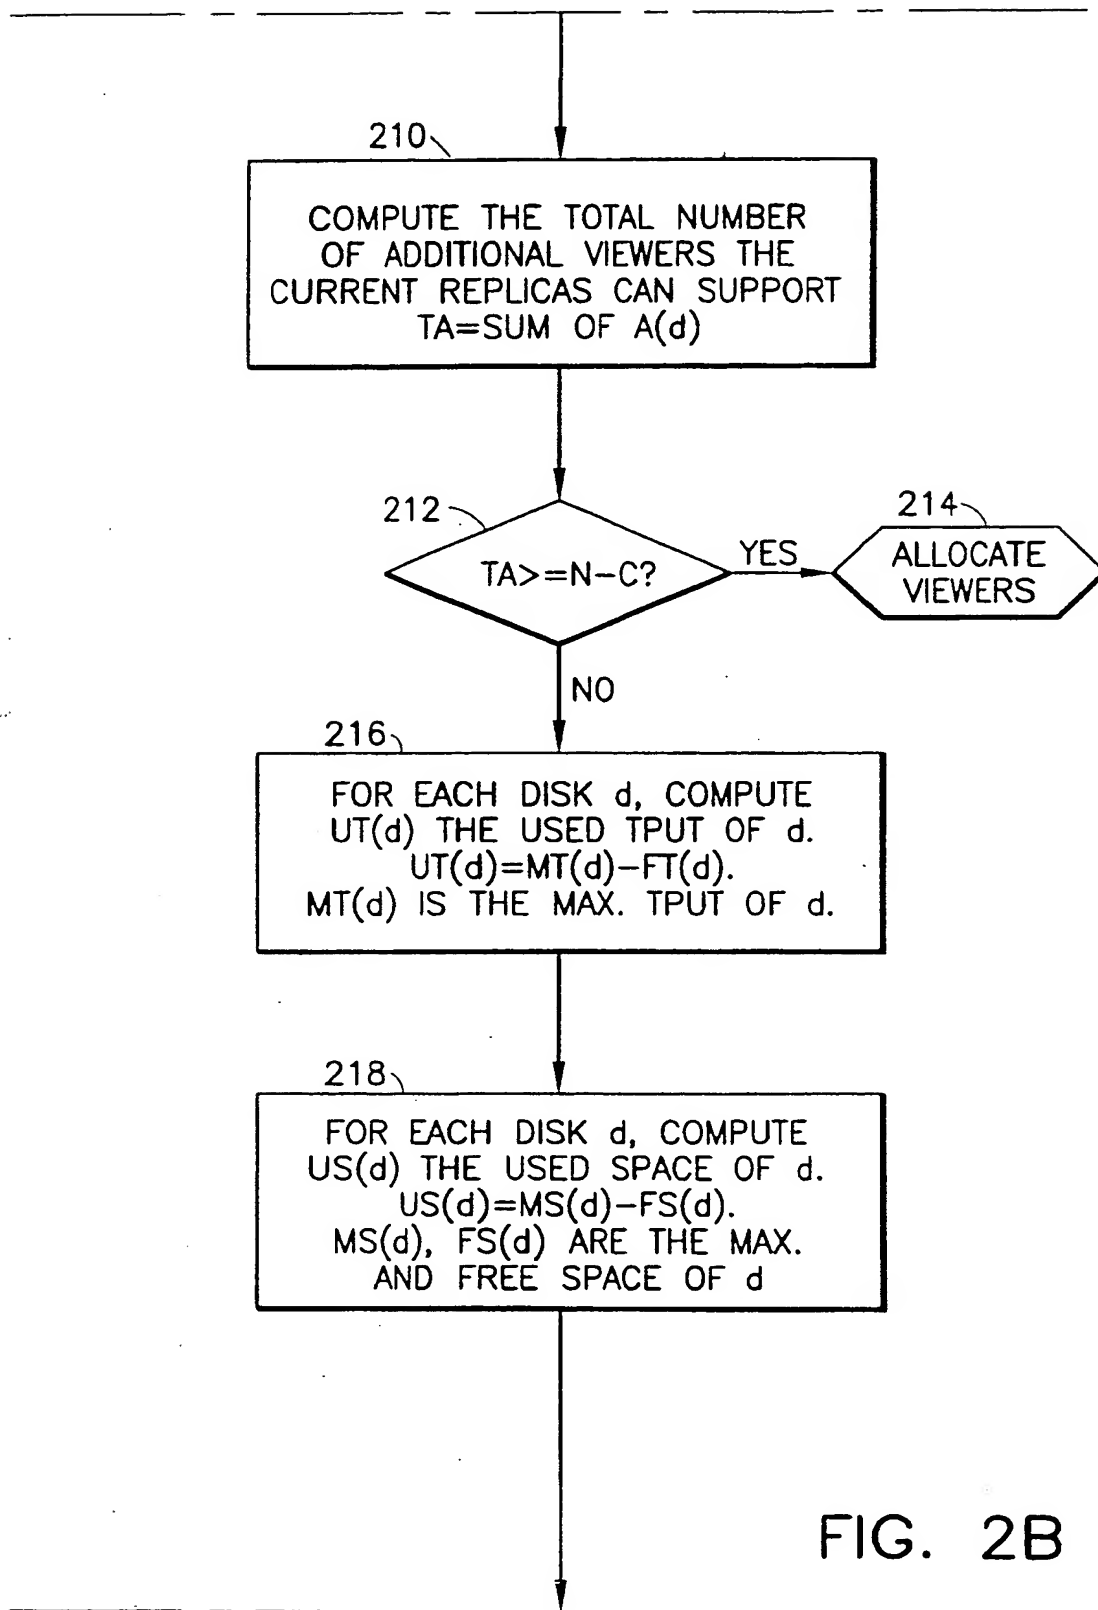 210
COMPUTE THE TOTAL NUMBER
OF ADDITIONAL VIEWERS THE
CURRENT REPLICAS CAN SUPPORT
TA=SUM OF A(d)
212
TA>=N-C?
YES
214
ALLOCATE
VIEWERS
NO
216
FOR EACH DISK d, COMPUTE
UT(d) THE USED TPUT OF d.
UT(d)=MT(d)-FT(d).
MT(d) IS THE MAX. TPUT OF d.
218
FOR EACH DISK d, COMPUTE
US(d) THE USED SPACE OF d.
US(d)=MS(d)-FS(d).
MS(d), FS(d) ARE THE MAX.
AND FREE SPACE OF d
FIG. 2B